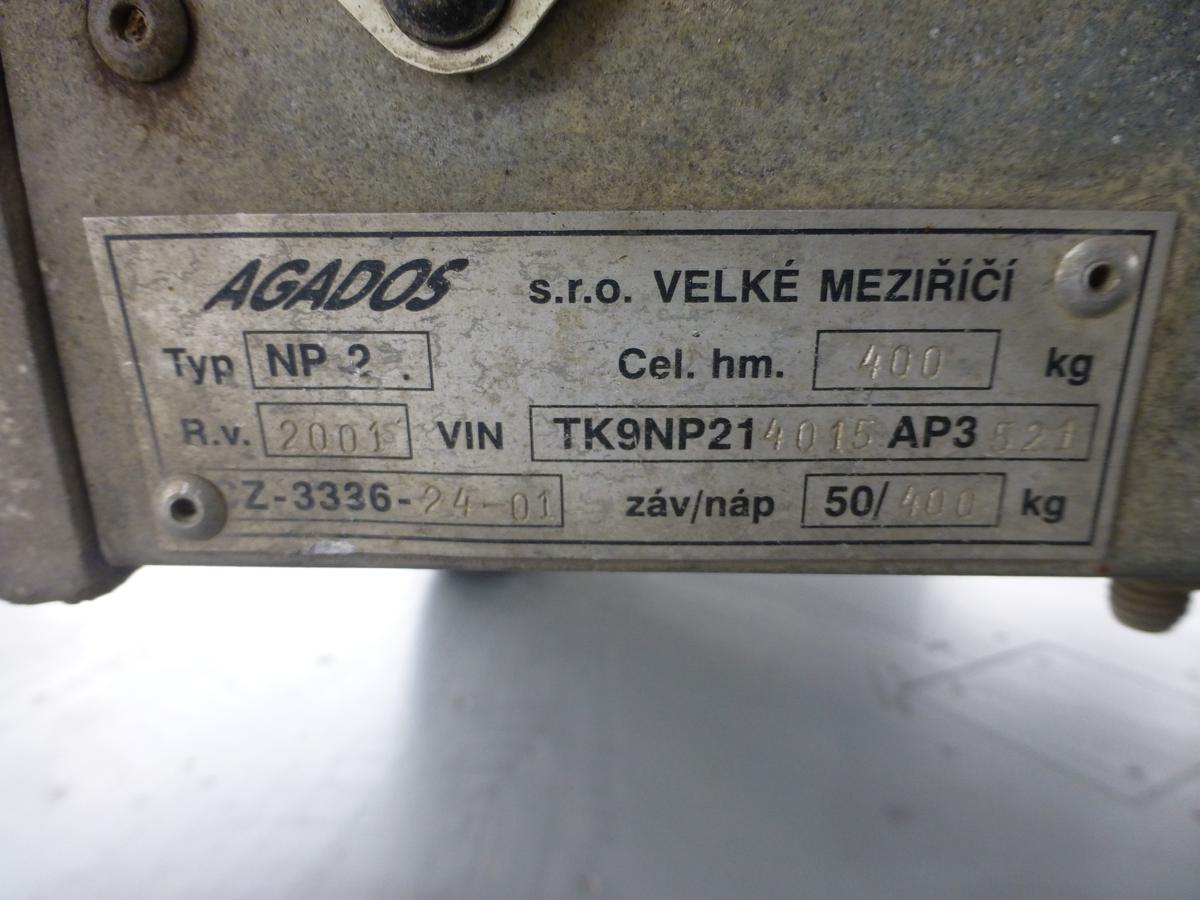 AGADOS s.r.o. VELKÉ MEZIŘÍČÍ
Typ NP 2 . Cel. hm. 400 kg
R.v. 2001 VIN TK9NP214015AP3521
CZ-3336-24-01 záv/náp 50/400 kg